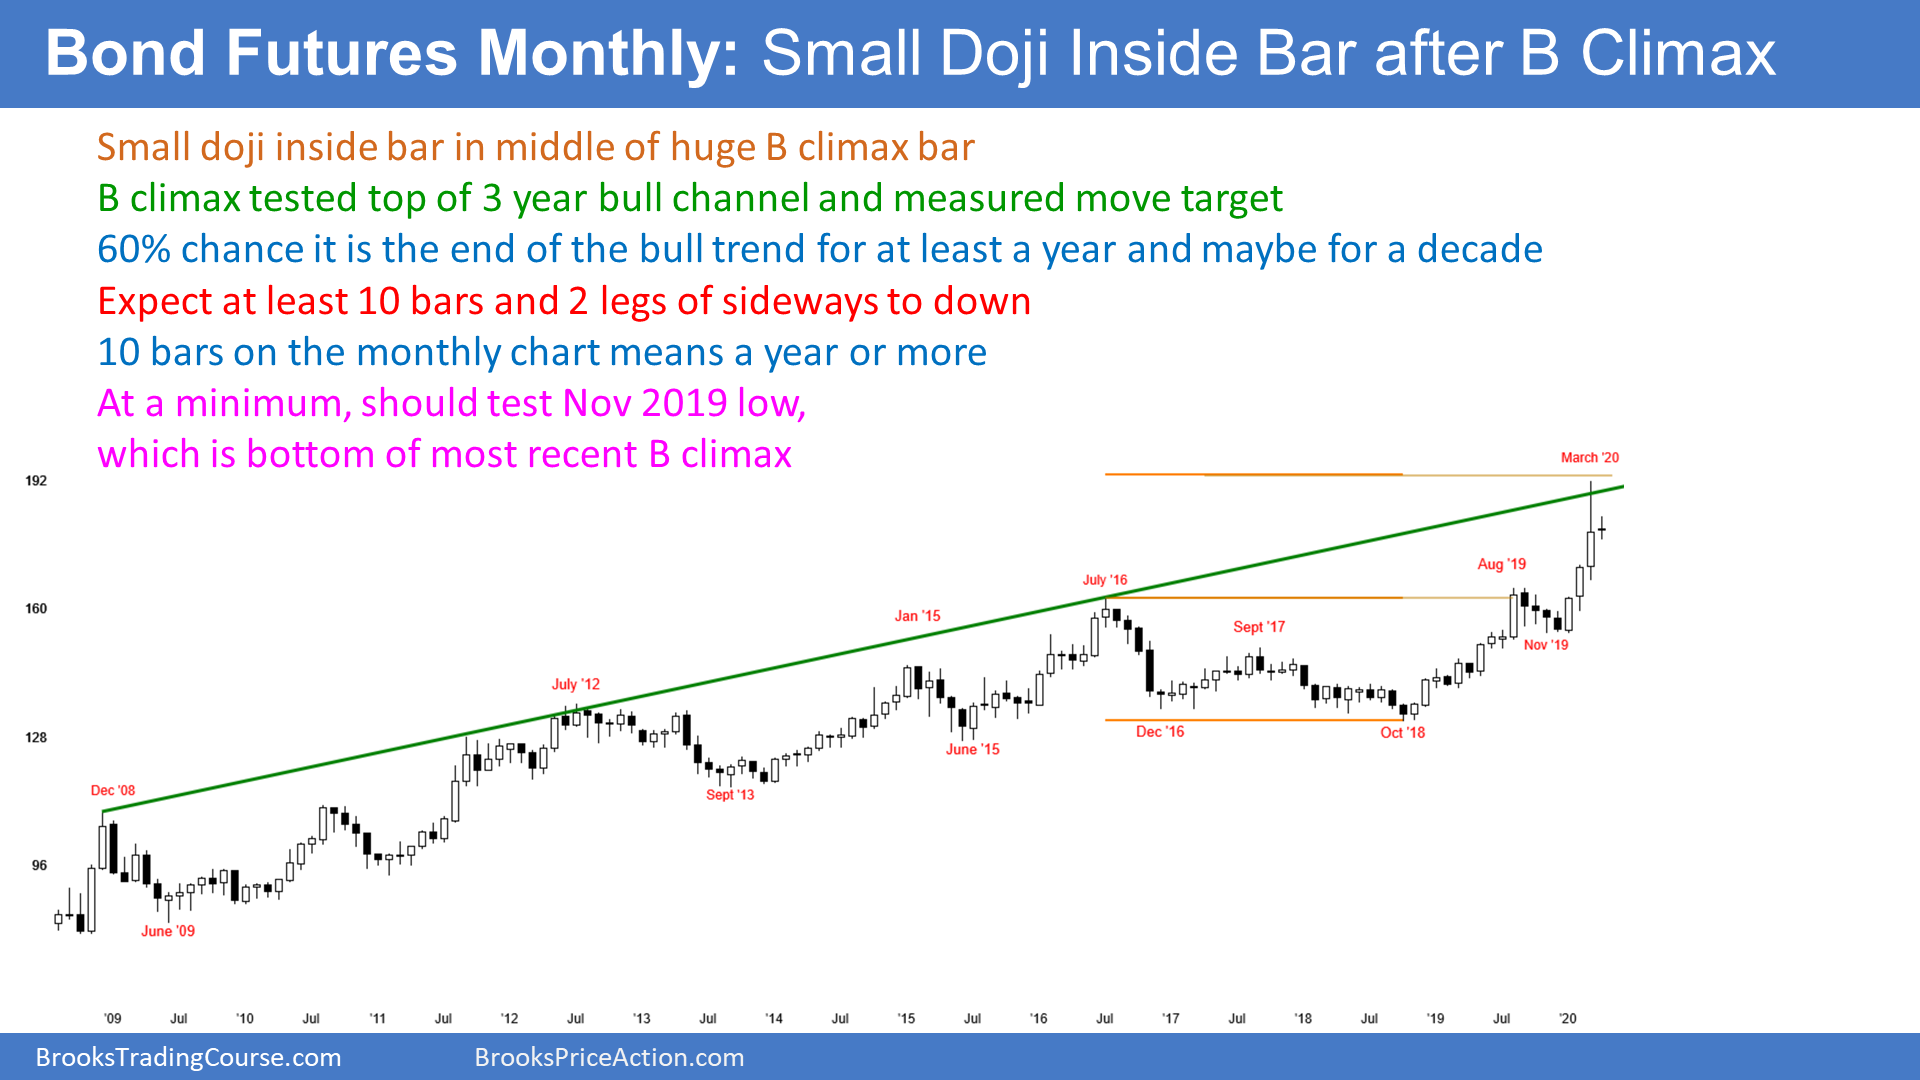 Bond Futures Monthly: Small Doji Inside Bar after B Climax
Small doji inside bar in middle of huge B climax bar
B climax tested top of 3 year bull channel and measured move target
60% chance it is the end of the bull trend for at least a year and maybe for a decade
Expect at least 10 bars and 2 legs of sideways to down
10 bars on the monthly chart means a year or more
At a minimum, should test Nov 2019 low,
which is bottom of most recent B climax
March '20
192
Aug '19
July '16
160
Jan '15
Sept '17
Nov '19
July '12
Dec '16
Oct '18
128
June '15
Dec '08
Sept '13
96
June '09
'09 Jul '10 Jul '11 Jul '12 Jul '13 Jul '14 Jul '15 Jul '16 Jul '17 Jul '18 Jul '19 Jul '20
BrooksTradingCourse.com BrooksPriceAction.com